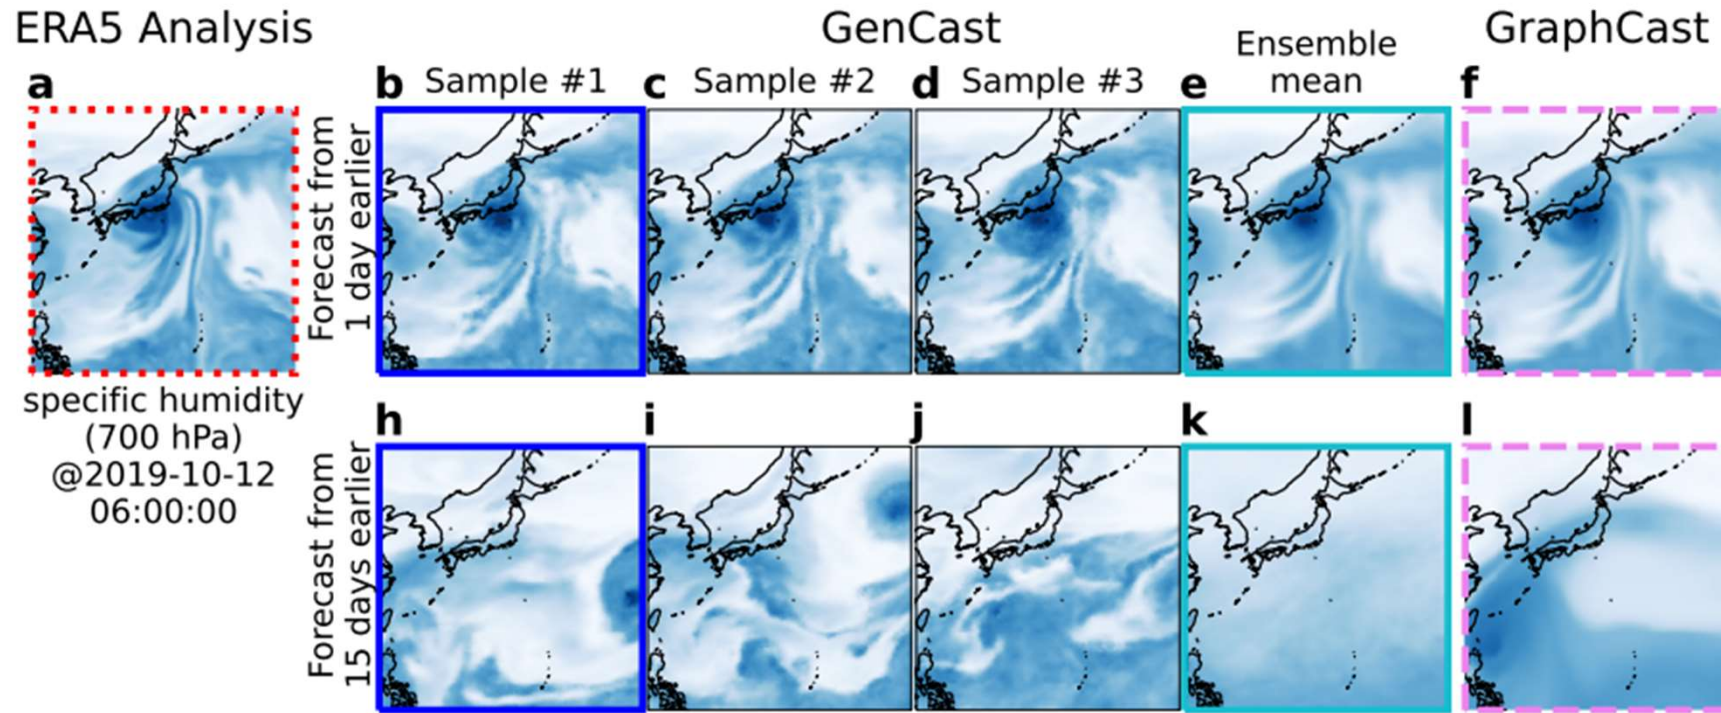 ERA5 Analysis
GenCast
GraphCast
a
b Sample #1
c Sample #2
d Sample #3
e Ensemble
mean
f
Forecast from
1 day earlier
specific humidity
(700 hPa)
@2019-10-12
06:00:00
h
i
j
k
l
Forecast from
15 days earlier